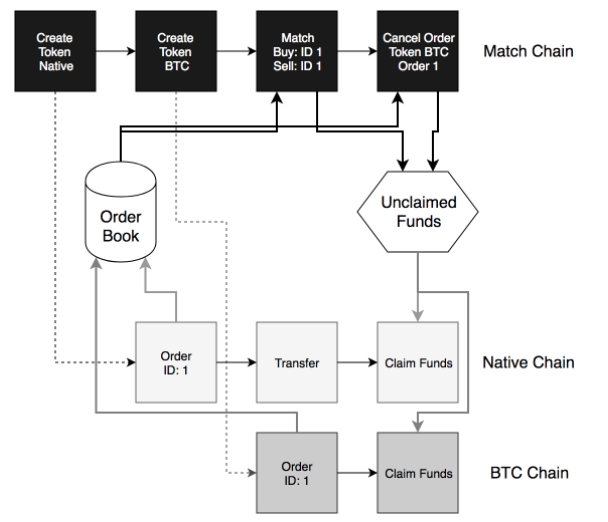 Create
Token
Native
Create
Token
BTC
Match
Buy: ID 1
Sell: ID 1
Cancel Order
Token BTC
Order 1
Match Chain
Order
Book
Unclaimed
Funds
Order
ID: 1
Transfer
Claim Funds
Native Chain
Order
ID: 1
Claim Funds
BTC Chain